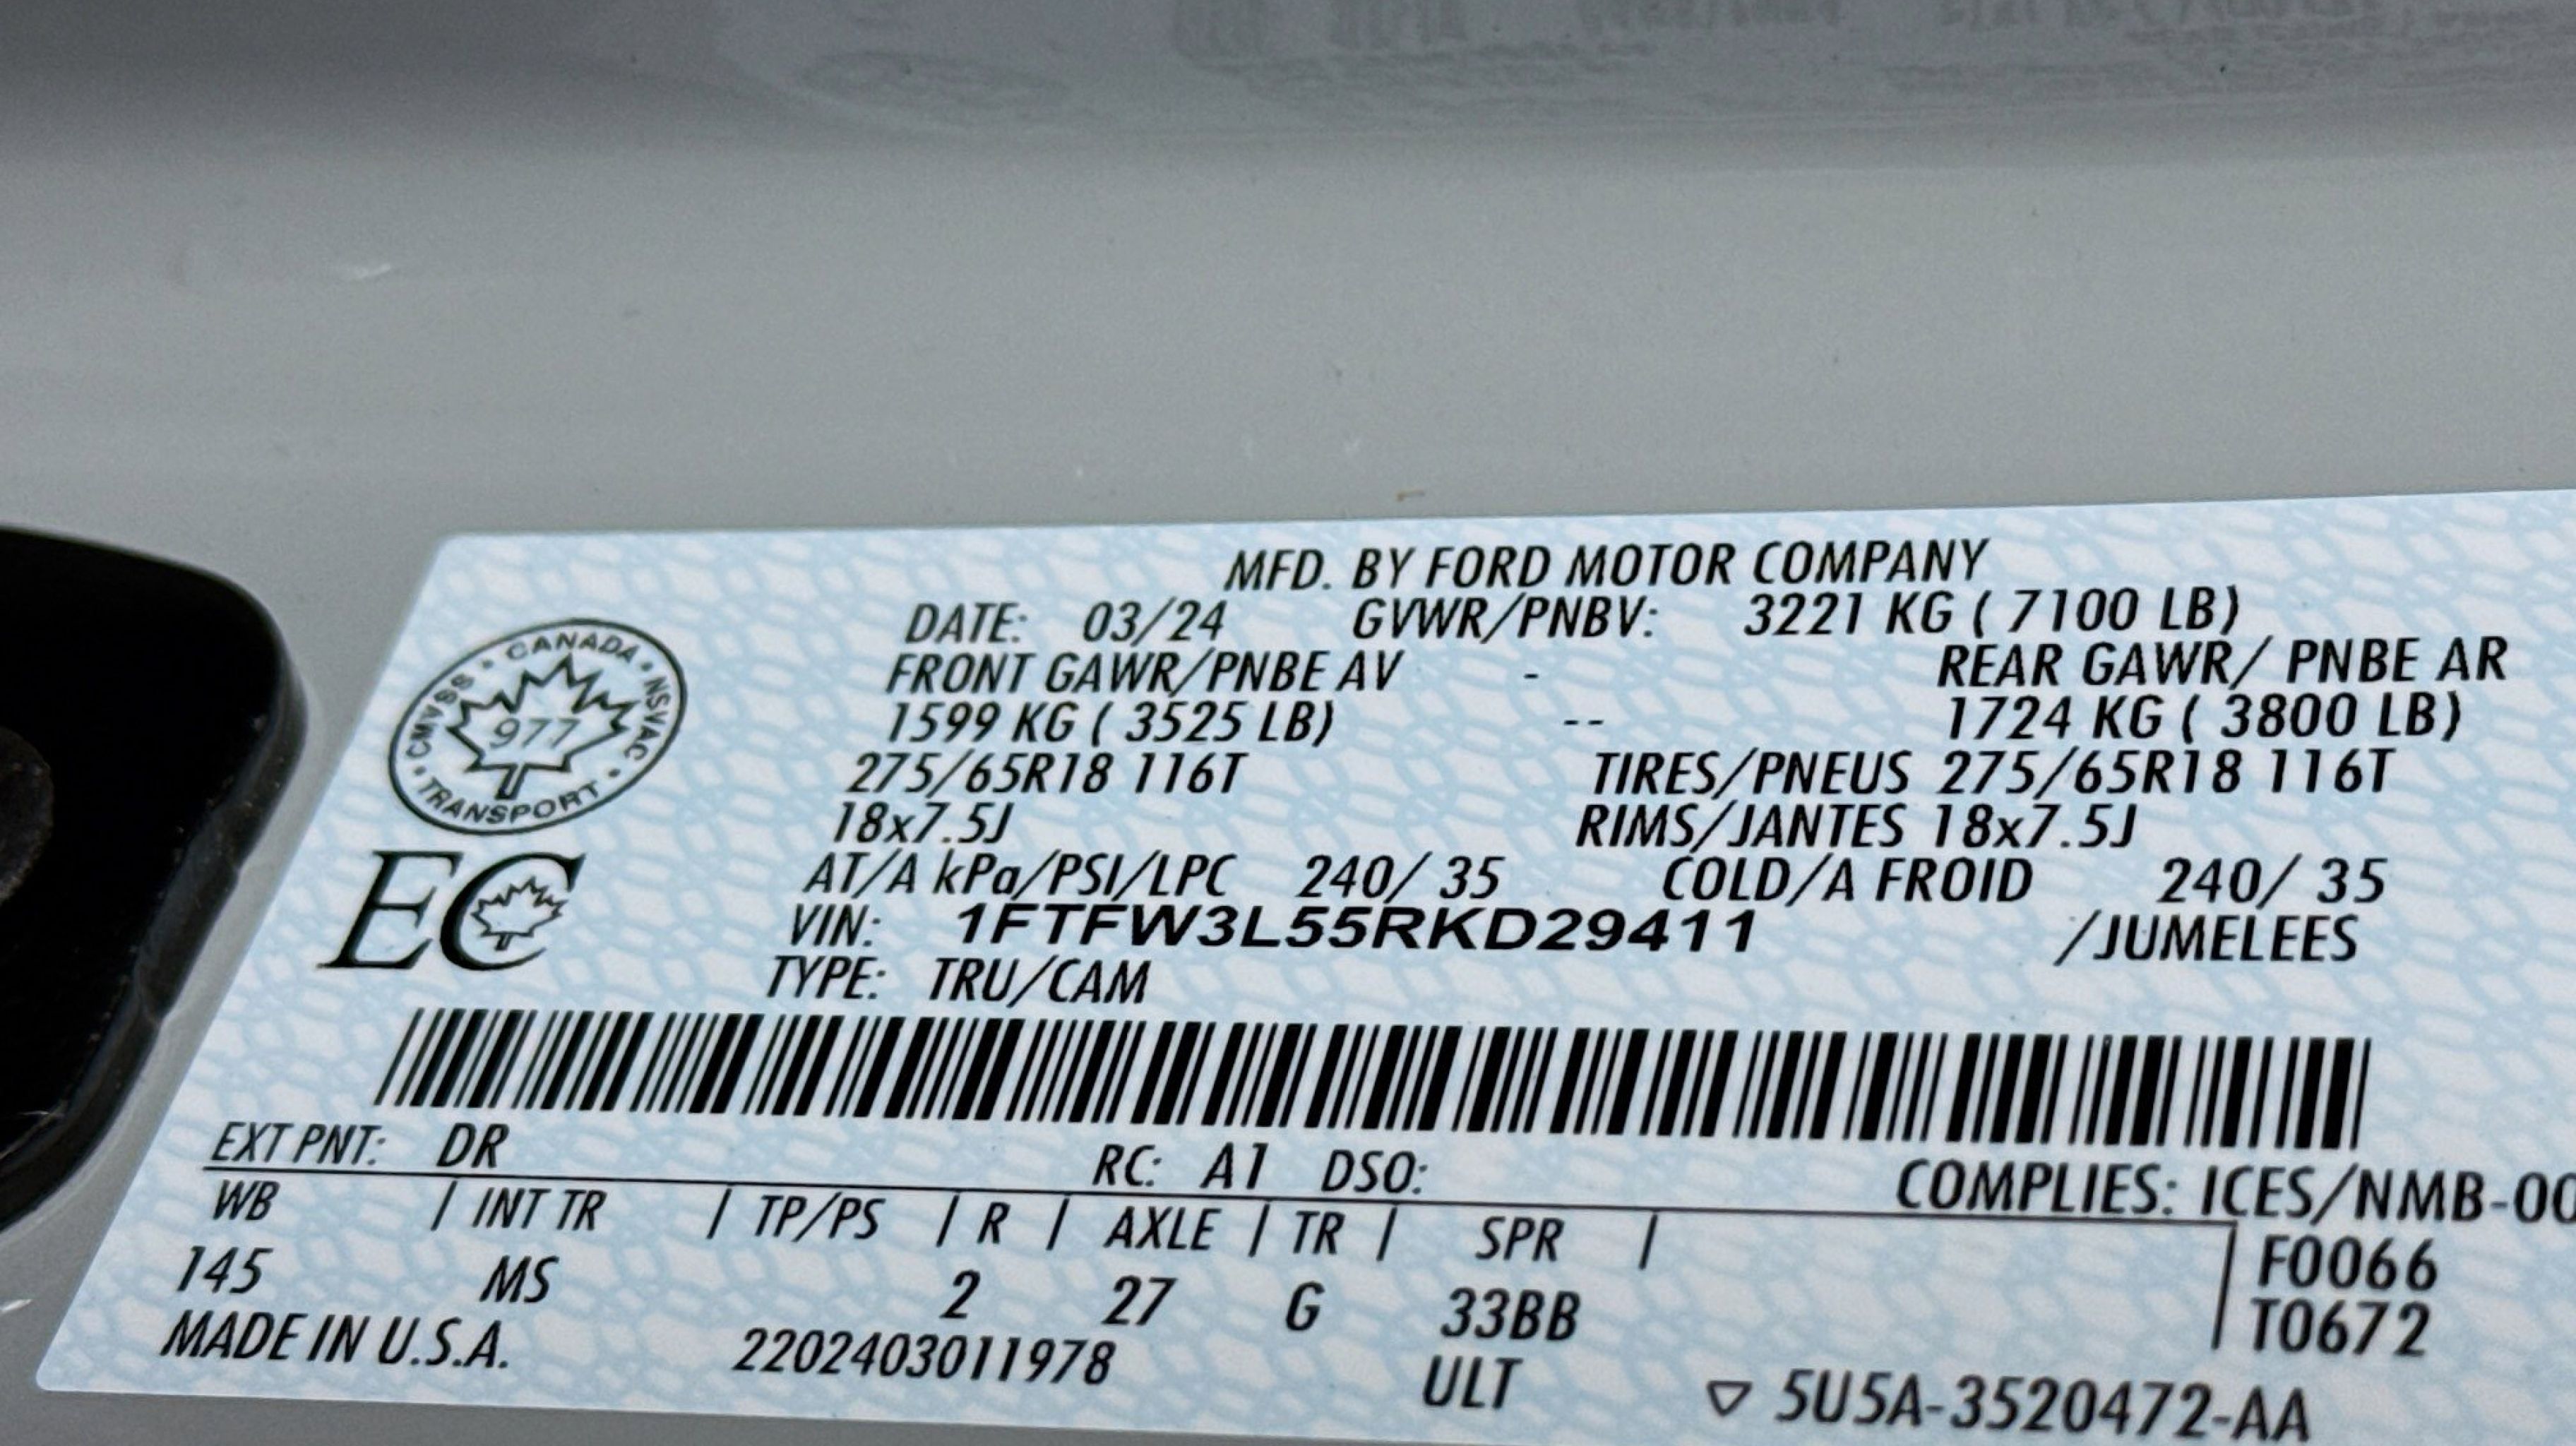 MFD. BY FORD MOTOR COMPANY
DATE: 03/24 GVWR/PNBV: 3221 KG ( 7100 LB)
FRONT GAWR/PNBE AV - REAR GAWR/ PNBE AR
1599 KG ( 3525 LB) -- 1724 KG ( 3800 LB)
275/65R18 116T TIRES/PNEUS 275/65R18 116T
18x7.5J RIMS/JANTES 18x7.5J
AT/A kPa/PSI/LPC 240/ 35 COLD/A FROID 240/ 35
VIN: 1FTFW3L55RKD29411 /JUMELEES
TYPE: TRU/CAM
CANADA • NSVAC • TRANSPORT • CMVSS •
977
EC
EXT PNT: DR RC: A1 DSO:
COMPLIES: ICES/NMB-00
WB | INT TR | TP/PS | R | AXLE | TR | SPR |
145 MS 2 27 G 33BB
F0066
T0672
MADE IN U.S.A. 2202403011978 ULT
▽ 5U5A-3520472-AA